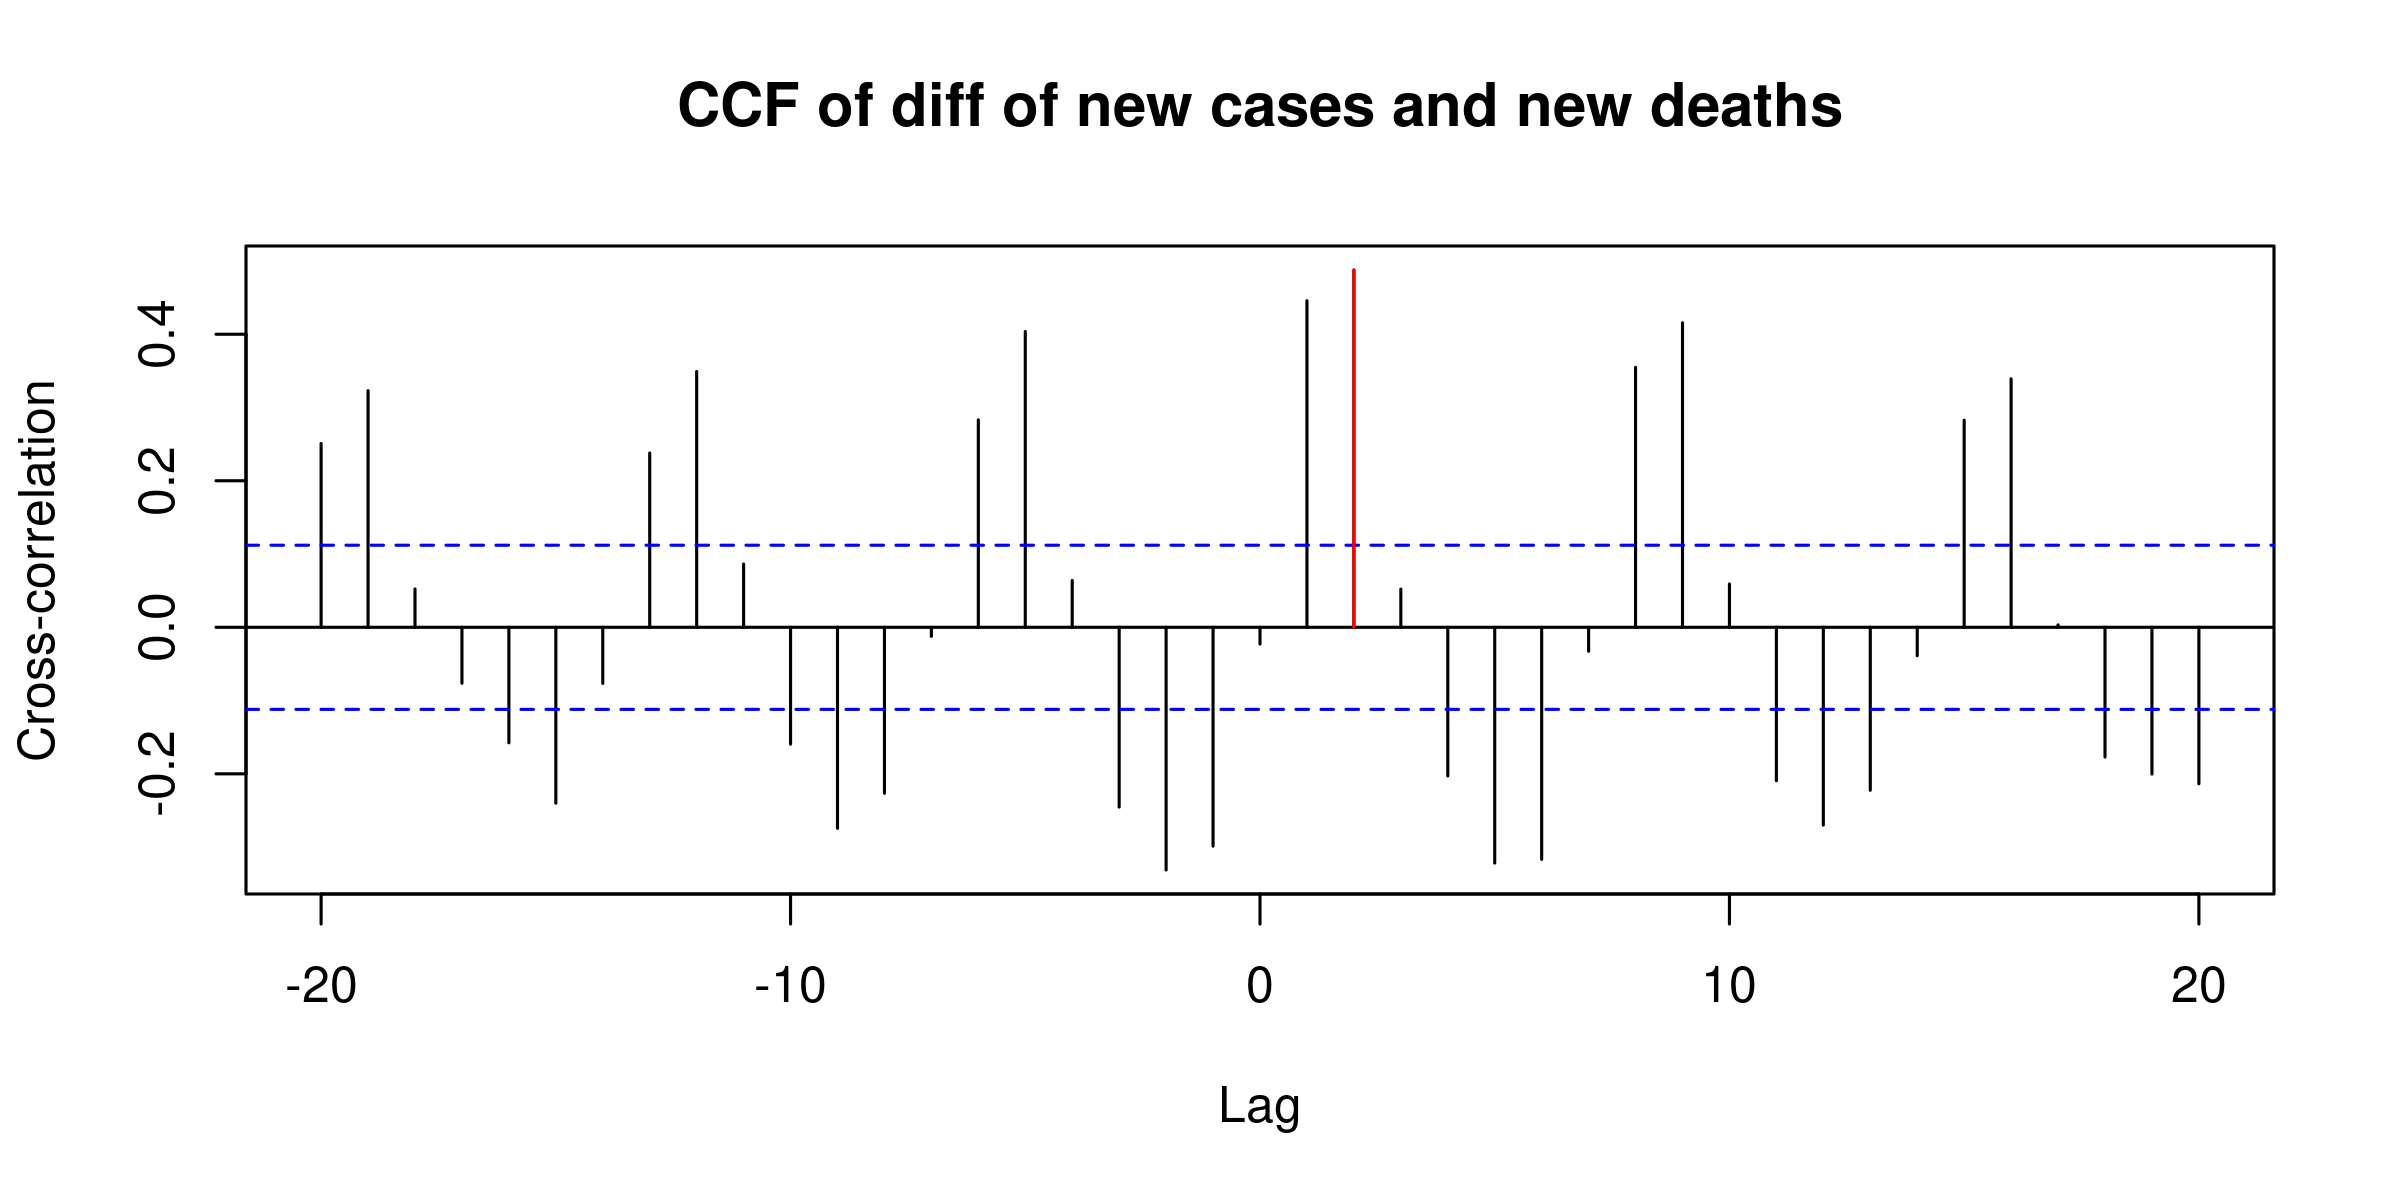 CCF of diff of new cases and new deaths
Cross-correlation
0.4
0.2
0.0
-0.2
-20 -10 0 10 20
Lag